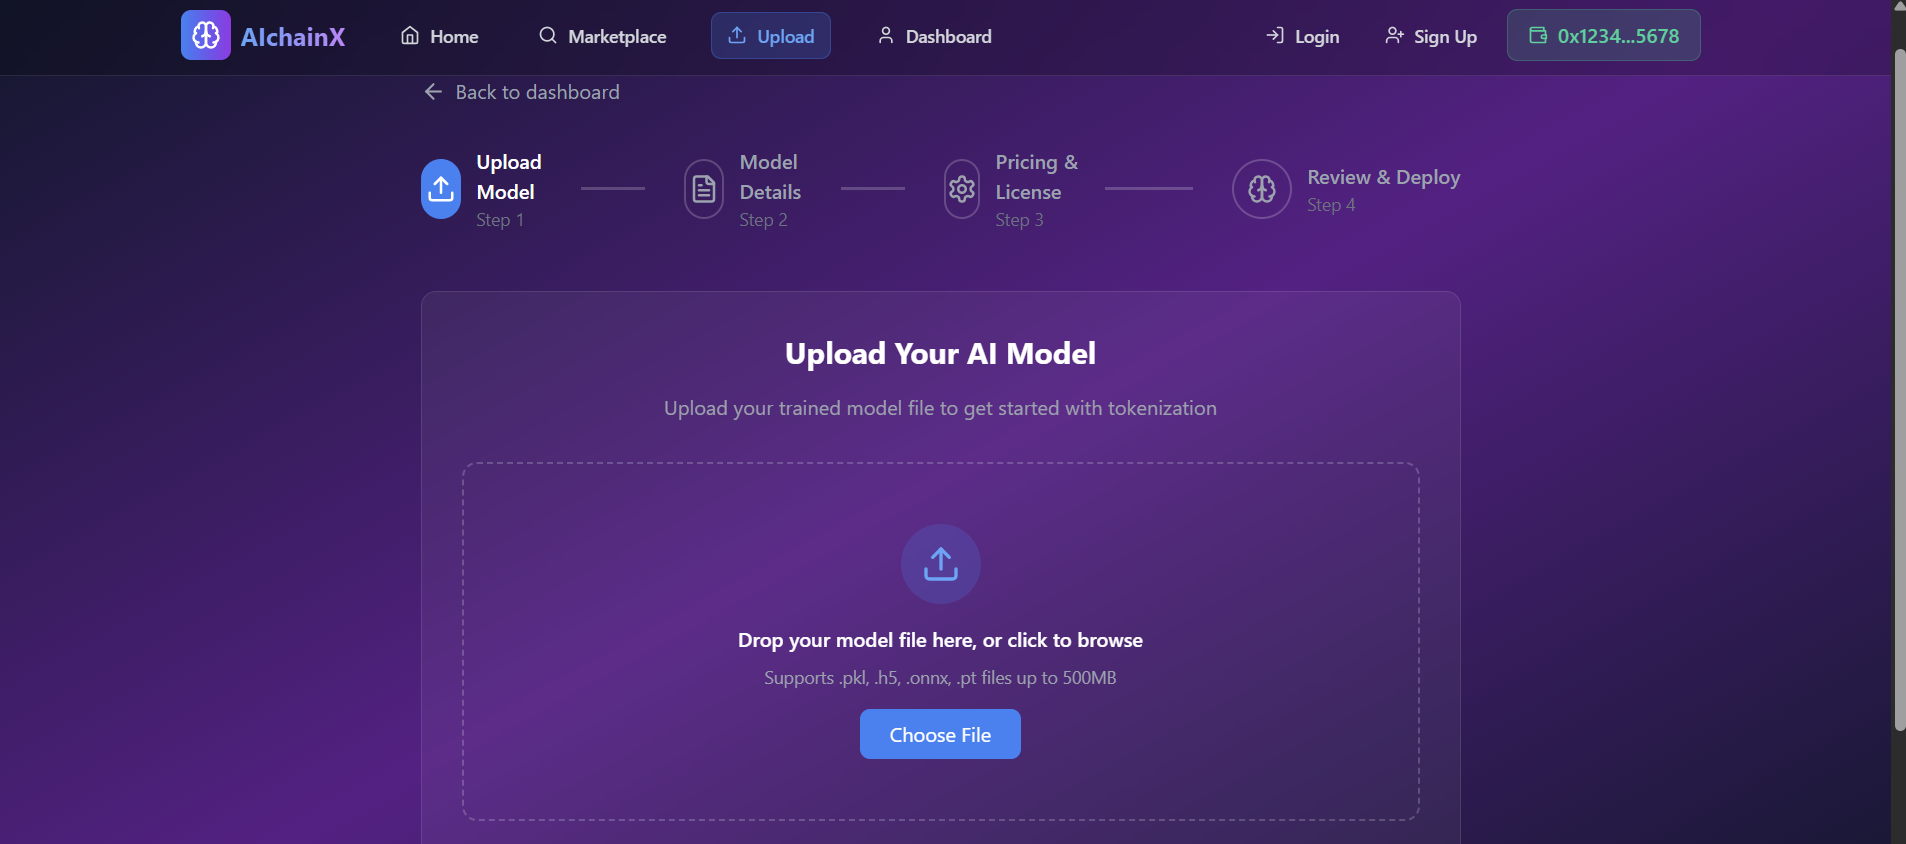 AIchainX
Home
Marketplace
Upload
Dashboard
Login
Sign Up
0x1234...5678
Back to dashboard
Upload
Model
Step 1
Model
Details
Step 2
Pricing &
License
Step 3
Review & Deploy
Step 4
Upload Your AI Model
Upload your trained model file to get started with tokenization
Drop your model file here, or click to browse
Supports .pkl, .h5, .onnx, .pt files up to 500MB
Choose File